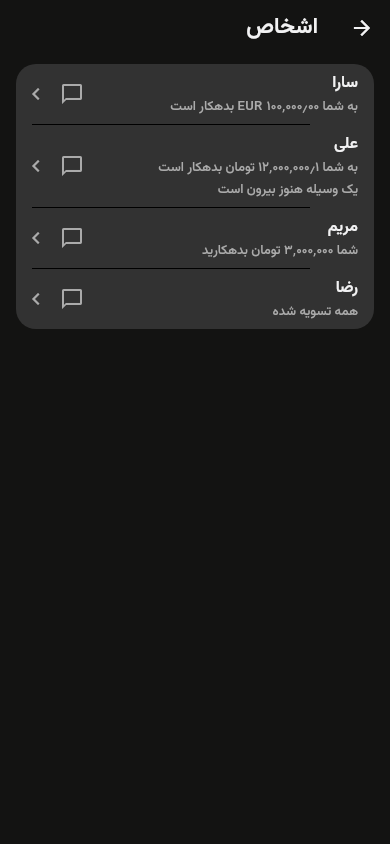 اشخاص
سارا
به شما ۱۰۰,۰۰۰٫۰۰ EUR بدهکار است
علی
به شما ۱۲,۰۰۰,۰۰۰٫۱ تومان بدهکار است
یک وسیله هنوز بیرون است
مریم
شما ۳,۰۰۰,۰۰۰ تومان بدهکارید
رضا
همه تسویه شده